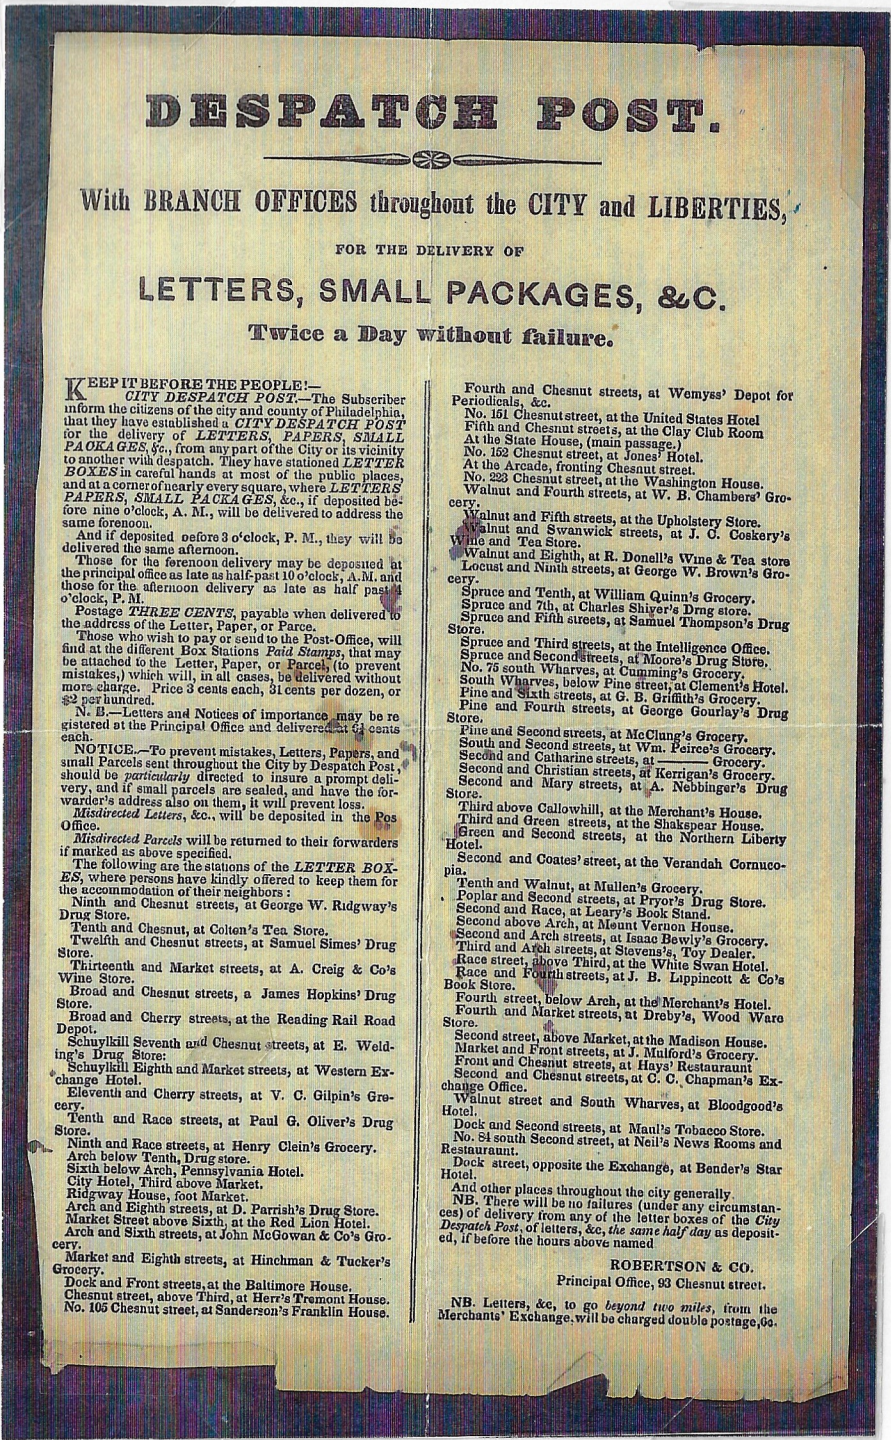 DESPATCH POST.
With BRANCH OFFICES throughout the CITY and LIBERTIES,
FOR THE DELIVERY OF
LETTERS, SMALL PACKAGES, &C.
Twice a Day without failure.
KEEP IT BEFORE THE PEOPLE!—
CITY DESPATCH POST.—The Subscriber
inform the citizens of the city and county of Philadelphia,
that they have established a CITY DESPATCH POST
for the delivery of LETTERS, PAPERS, SMALL
PACKAGES, &c., from any part of the City or its vicinity
to another with despatch. They have stationed LETTER
BOXES in careful hands at most of the public places,
and at a corner of nearly every square, where LETTERS
PAPERS, SMALL PACKAGES, &c., if deposited be-
fore nine o'clock, A. M., will be delivered to address the
same forenoon.
And if deposited oefore 3 o'clock, P. M., they will be
delivered the same afternoon.
Those for the ferenoon delivery may be deposited at
the principal office as late as half-past 10 o'clock, A.M. and
those for the afternoon delivery as late as half past 4
o'clock, P. M.
Postage THREE CENTS, payable when delivered to
the address of the Letter, Paper, or Parce.
Those who wish to pay or send to the Post-Office, will
find at the different Box Stations Paid Stamps, that may
be attached to the Letter, Paper, or Parcel, (to prevent
mistakes,) which will, in all cases, be delivered without
more charge. Price 3 cents each, 31 cents per dozen, or
$2 per hundred.
N. B.—Letters and Notices of importance may be re
gistered at the Principal Office and delivered at cents
each.
NOTICE.—To prevent mistakes, Letters, Papers, and
small Parcels sent throughout the City by Despatch Post,
should be particularly directed to insure a prompt deli-
very, and if small parcels are sealed, and have the for-
warder's address also on them, it will prevent loss.
Misdirected Letters, &c., will be deposited in the Pos
Office.
Misdirected Parcels will be returned to their forwarders
if marked as above specified.
The following are the stations of the LETTER BOX-
ES, where persons have kindly offered to keep them for
the accommodation of their neighbors :
Ninth and Chesnut streets, at George W. Ridgway's
Drug Store.
Tenth and Chesnut, at Colten's Tea Store.
Twelfth and Chesnut streets, at Samuel Simes' Drug
Store.
Thirteenth and Market streets, at A. Creig & Co's
Wine Store.
Broad and Chesnut streets, a James Hopkins' Drug
Store.
Broad and Cherry streets, at the Reading Rail Road
Depot.
Schuylkill Seventh and Chesnut streets, at E. Weld-
ing's Drug Store:
Schuylkill Eighth and Market streets, at Western Ex-
change Hotel.
Eleventh and Cherry streets, at V. C. Gilpin's Gro-
cery.
Tenth and Race streets, at Paul G. Oliver's Drug
Store.
Ninth and Race streets, at Henry Clein's Grocery.
Arch below Tenth, Drug store.
Sixth below Arch, Pennsylvania Hotel.
City Hotel, Third above Market.
Ridgway House, foot Market.
Arch and Eighth streets, at D. Parrish's Drug Store.
Market Street above Sixth, at the Red Lion Hotel.
Arch and Sixth streets, at John McGowan & Co's Gro-
cery.
Market and Eighth streets, at Hinchman & Tucker's
Grocery.
Dock and Front streets, at the Baltimore House.
Chesnut street, above Third, at Herr's Tremont House.
No. 105 Chesnut street, at Sanderson's Franklin House.
Fourth and Chesnut streets, at Wemyss' Depot for
Periodicals, &c.
No. 151 Chesnut street, at the United States Hotel
Fifth and Chesnut streets, at the Clay Club Room
At the State House, (main passage.)
No. 152 Chesnut street, at Jones' Hotel.
At the Arcade, fronting Chesnut street.
No. 223 Chesnut street, at the Washington House.
Walnut and Fourth streets, at W. B. Chambers' Gro-
cery.
Walnut and Fifth streets, at the Upholstery Store.
Walnut and Swanwick streets, at J. C. Coskery's
Wine and Tea Store.
Walnut and Eighth, at R. Donell's Wine & Tea store
Locust and Ninth streets, at George W. Brown's Gro-
cery.
Spruce and Tenth, at William Quinn's Grocery.
Spruce and 7th, at Charles Shiver's Drug store.
Spruce and Fifth streets, at Samuel Thompson's Drug
Store.
Spruce and Third streets, at the Intelligence Office.
Spruce and Second streets, at Moore's Drug Store.
No. 75 south Wharves, at Cumming's Grocery.
South Wharves, below Pine street, at Clement's Hotel.
Pine and Sixth streets, at G. B. Griffith's Grocery.
Pine and Fourth streets, at George Gourlay's Drug
Store.
Pine and Second streets, at McClung's Grocery.
South and Second streets, at Wm. Peirce's Grocery.
Second and Catharine streets, at ——— Grocery.
Second and Christian streets, at Kerrigan's Grocery.
Second and Mary streets, at A. Nebbinger's Drug
Store.
Third above Callowhill, at the Merchant's House.
Third and Green streets, at the Shakspear House.
Green and Second streets, at the Northern Liberty
Hotel.
Second and Coates' street, at the Verandah Cornuco-
pia.
Tenth and Walnut, at Mullen's Grocery.
Poplar and Second streets, at Pryor's Drug Store.
Second and Race, at Leary's Book Stand.
Second above Arch, at Mount Vernon House.
Second and Arch streets, at Isaac Bewly's Grocery.
Third and Arch streets, at Stevens's, Toy Dealer.
Race street, above Third, at the White Swan Hotel.
Race and Fourth streets, at J. B. Lippincott & Co's
Book Store.
Fourth street, below Arch, at the Merchant's Hotel.
Fourth and Market streets, at Dreby's, Wood Ware
Store.
Second street, above Market, at the Madison House.
Market and Front streets, at J. Mulford's Grocery.
Front and Chesnut streets, at Hays' Restauraunt
Second and Chesnut streets, at C. C. Chapman's Ex-
change Office.
Walnut street and South Wharves, at Bloodgood's
Hotel.
Dock and Second streets, at Maul's Tobacco Store.
No. 84 south Second street, at Neil's News Rooms and
Restauraunt.
Dock street, opposite the Exchange, at Bender's Star
Hotel.
And other places throughout the city generally.
NB. There will be no failures (under any circumstan-
ces) of delivery from any of the letter boxes of the City
Despatch Post, of letters, &c, the same half day as deposit-
ed, if before the hours above named
ROBERTSON & CO.
Principal Office, 93 Chesnut street.
NB. Letters, &c, to go beyond two miles, from the
Merchants' Exchange, will be charged double postage, 6c.